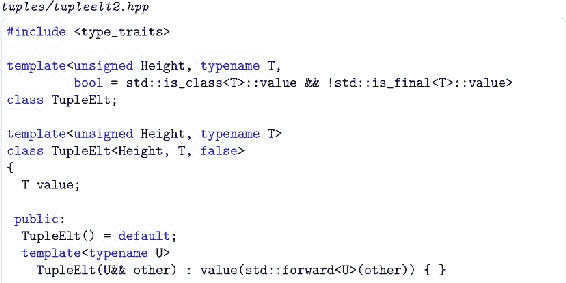 tuples/tupleelt2.hpp
#include <type_traits>
template<unsigned Height, typename T,
bool = std::is_class<T>::value && !std::is_final<T>::value>
class TupleElt;
template<unsigned Height, typename T>
class TupleElt<Height, T, false>
{
T value;
public:
TupleElt() = default;
template<typename U>
TupleElt(U&& other) : value(std::forward<U>(other)) { }